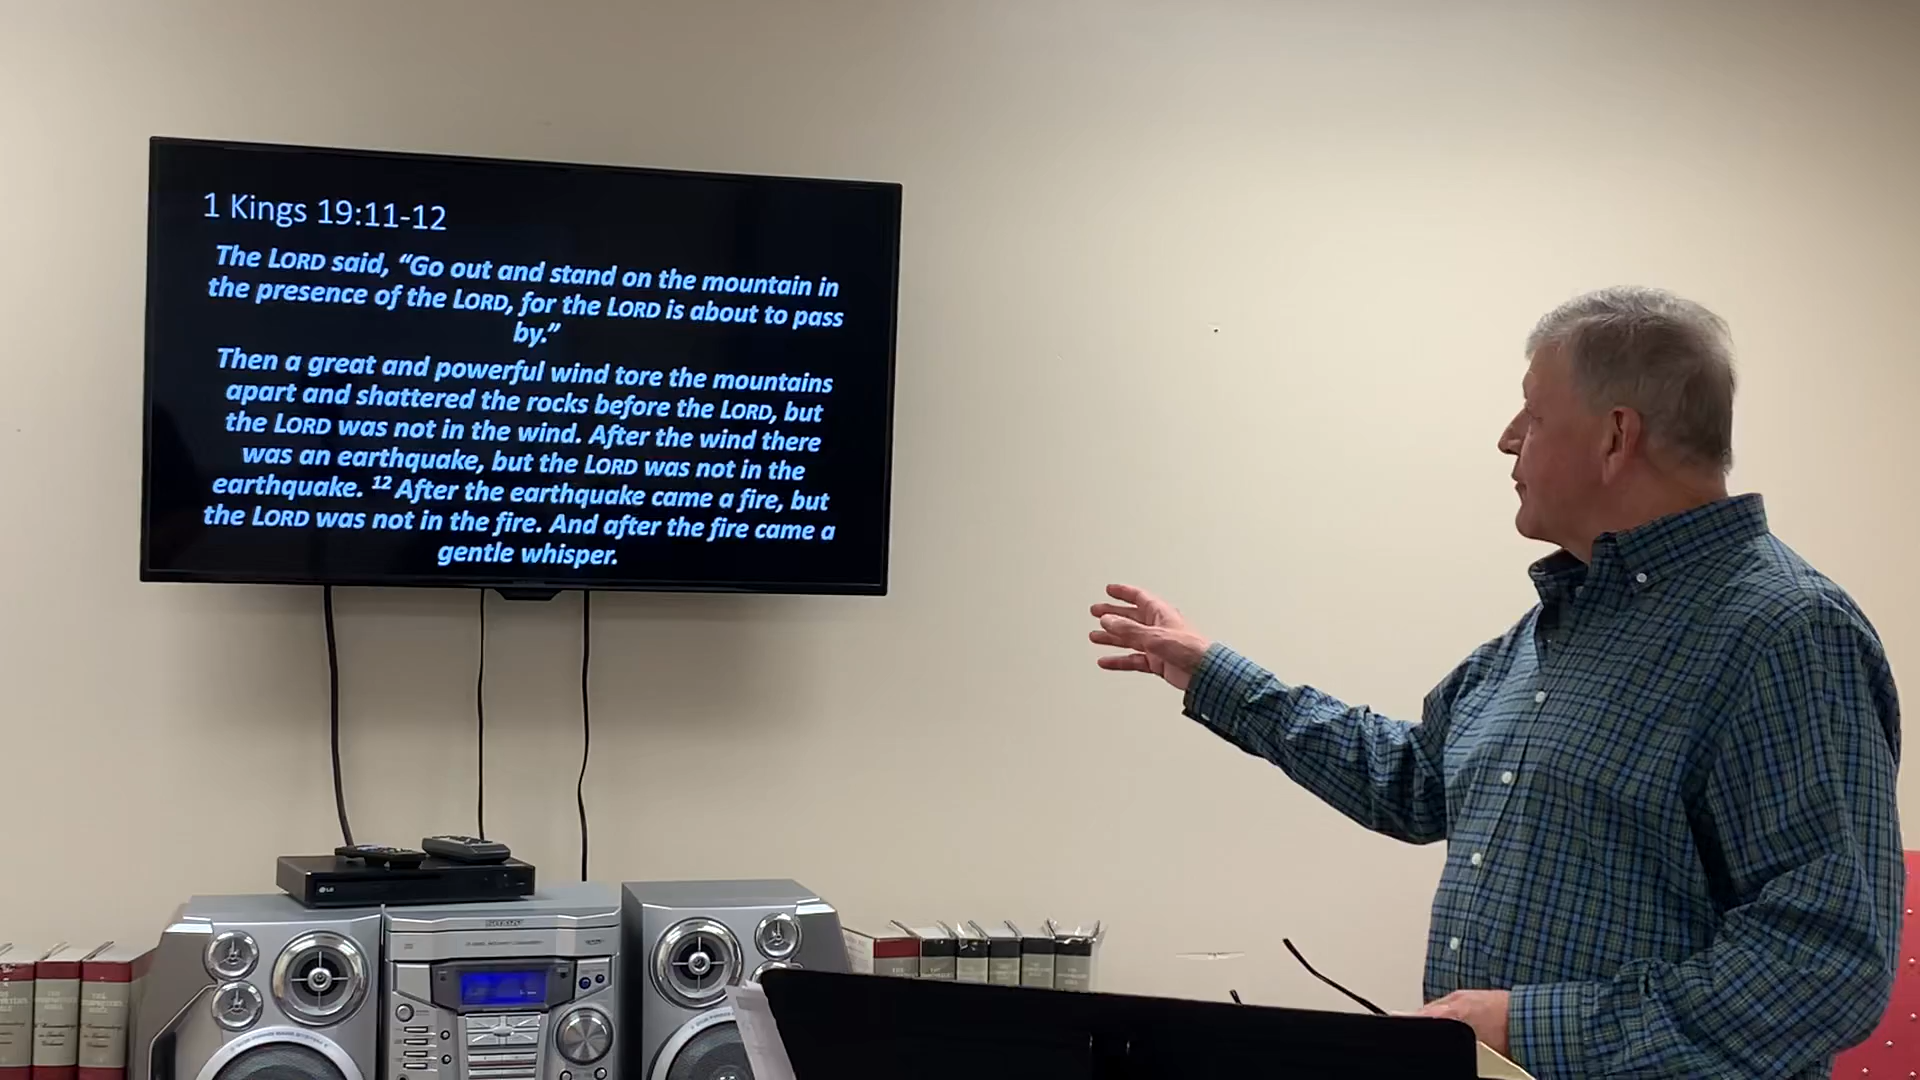 1 Kings 19:11-12
The LORD said, “Go out and stand on the mountain in
the presence of the LORD, for the LORD is about to pass
by.”
Then a great and powerful wind tore the mountains
apart and shattered the rocks before the LORD, but
the LORD was not in the wind. After the wind there
was an earthquake, but the LORD was not in the
earthquake. ¹² After the earthquake came a fire, but
the LORD was not in the fire. And after the fire came a
gentle whisper.
LG